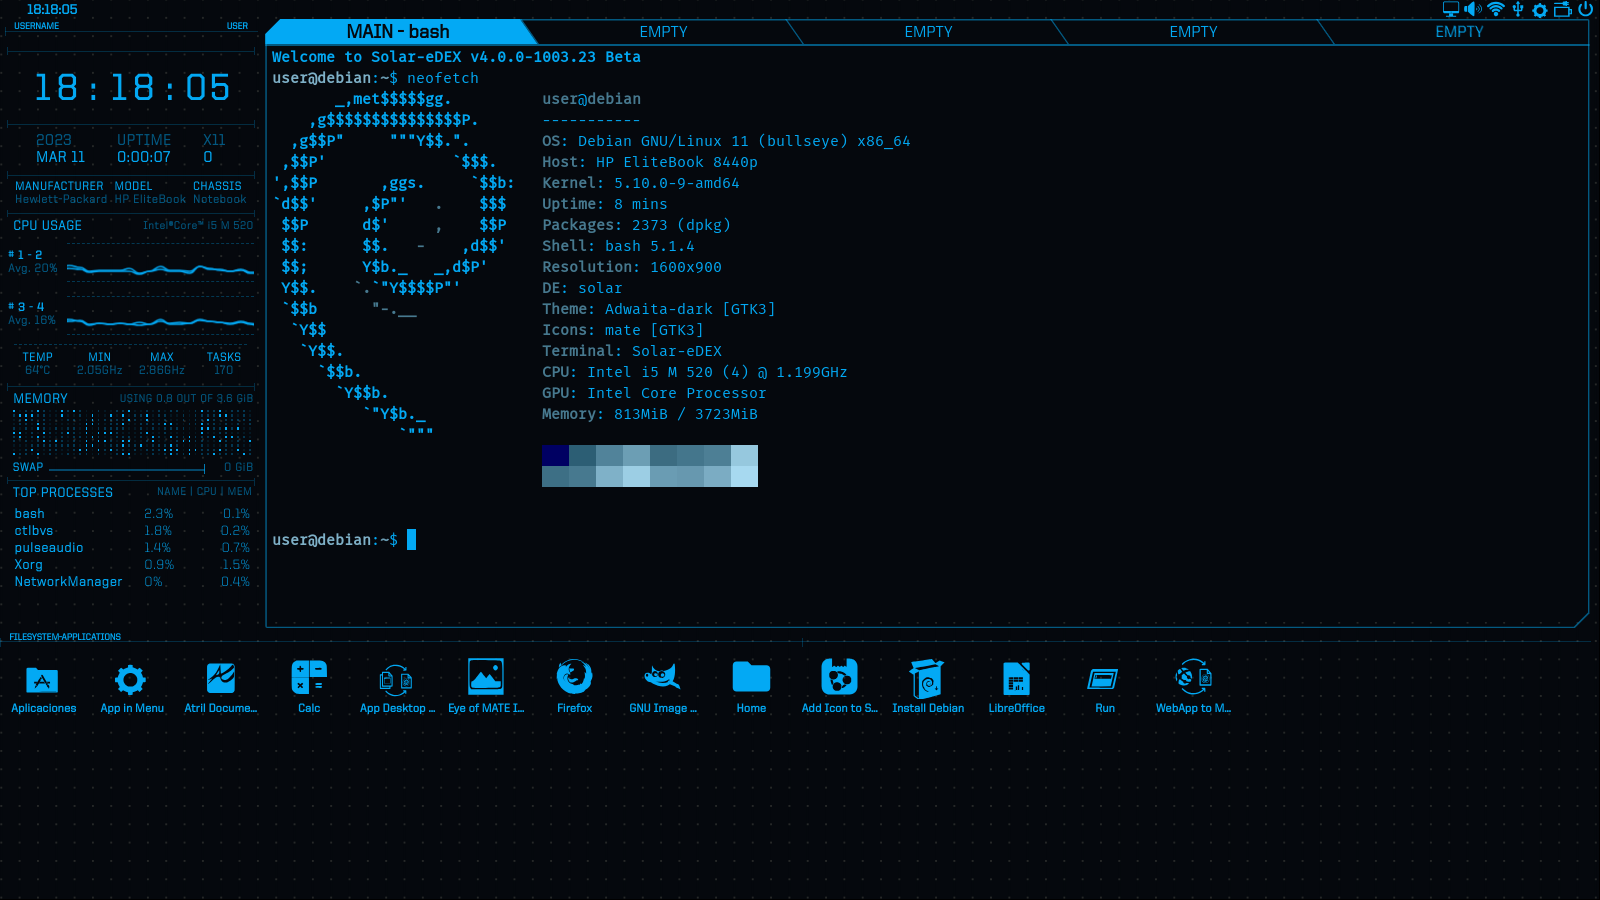 18:18:05
USERNAME USER
18:18:05
2023 UPTIME X11
MAR 11 0:00:07 0
MANUFACTURER MODEL CHASSIS
Hewlett-Packard HP EliteBook Notebook
CPU USAGE Intel®Core™ i5 M 520
# 1 - 2
Avg. 20%
# 3 - 4
Avg. 16%
TEMP MIN MAX TASKS
64°C 2.05GHz 2.86GHz 170
MEMORY USING 0.8 OUT OF 3.6 GIB
SWAP 0 GiB
TOP PROCESSES NAME | CPU | MEM
bash 2.3% 0.1%
ctlbvs 1.8% 0.2%
pulseaudio 1.4% 0.7%
Xorg 0.9% 1.5%
NetworkManager 0% 0.4%
MAIN - bash EMPTY EMPTY EMPTY EMPTY
Welcome to Solar-eDEX v4.0.0-1003.23 Beta
user@debian:~$ neofetch
       _,met$$$$$gg.          user@debian
    ,g$$$$$$$$$$$$$$$P.       -----------
  ,g$$P"     """Y$$.".        OS: Debian GNU/Linux 11 (bullseye) x86_64
 ,$$P'              `$$$.     Host: HP EliteBook 8440p
',$$P       ,ggs.     `$$b:   Kernel: 5.10.0-9-amd64
`d$$'     ,$P"'   .    $$$    Uptime: 8 mins
 $$P      d$'     ,    $$P    Packages: 2373 (dpkg)
 $$:      $$.   -    ,d$$'    Shell: bash 5.1.4
 $$;      Y$b._   _,d$P'      Resolution: 1600x900
 Y$$.    `.`"Y$$$$P"'         DE: solar
 `$$b      "-.__              Theme: Adwaita-dark [GTK3]
  `Y$$                        Icons: mate [GTK3]
   `Y$$.                      Terminal: Solar-eDEX
     `$$b.                    CPU: Intel i5 M 520 (4) @ 1.199GHz
       `Y$$b.                 GPU: Intel Core Processor
          `"Y$b._             Memory: 813MiB / 3723MiB
              `"""
user@debian:~$
FILESYSTEM-APPLICATIONS
Aplicaciones App in Menu Atril Docume... Calc App Desktop ... Eye of MATE I... Firefox GNU Image ... Home Add Icon to S... Install Debian LibreOffice Run WebApp to M...